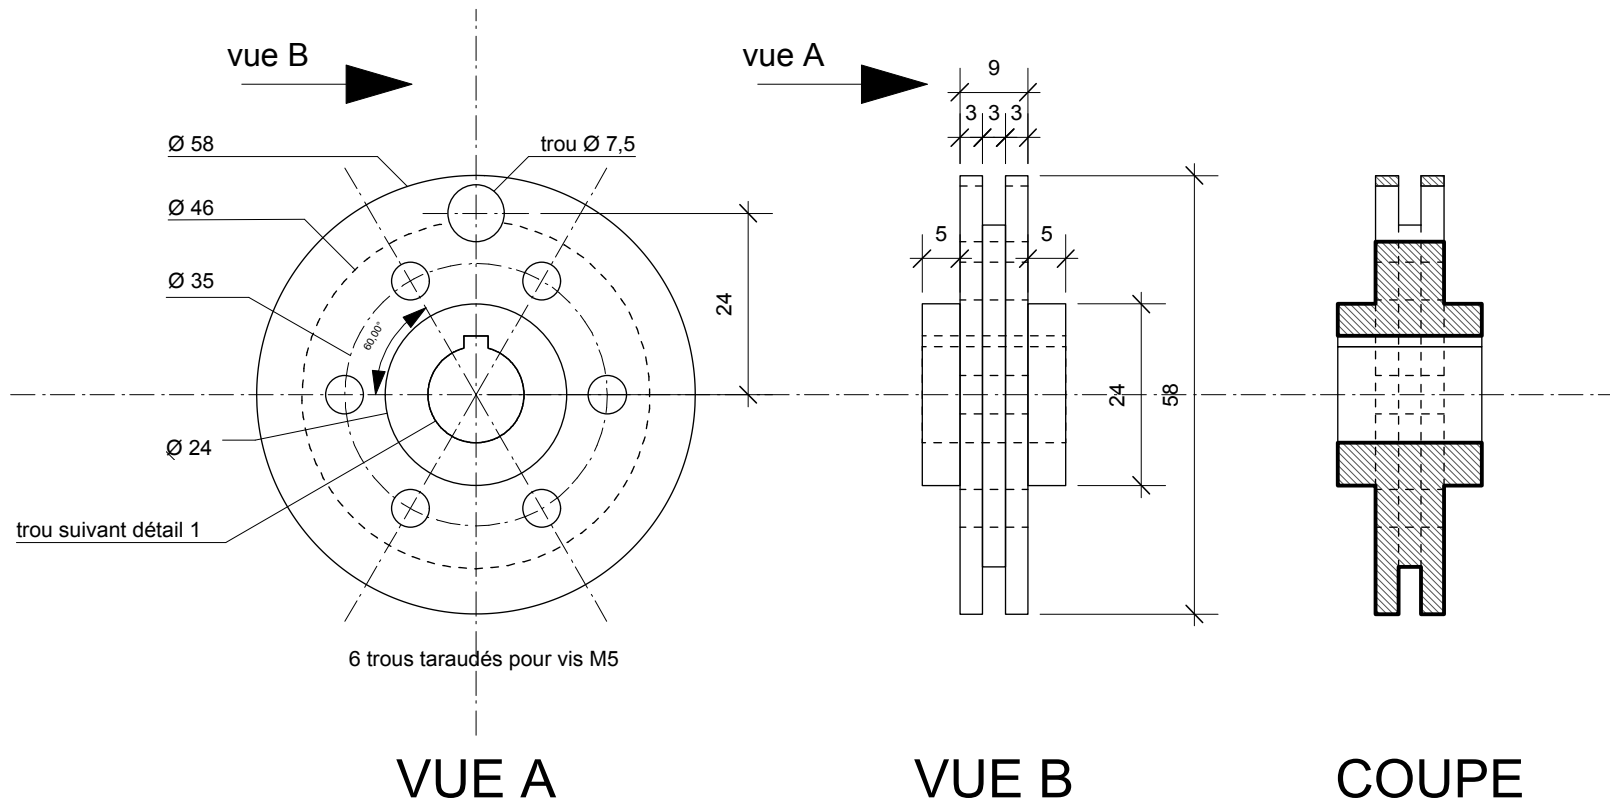 vue B
vue A
9
3 3 3
Ø 58
trou Ø 7,5
Ø 46
5
5
Ø 35
24
60.00°
24
58
Ø 24
trou suivant détail 1
6 trous taraudés pour vis M5
VUE A
VUE B
COUPE